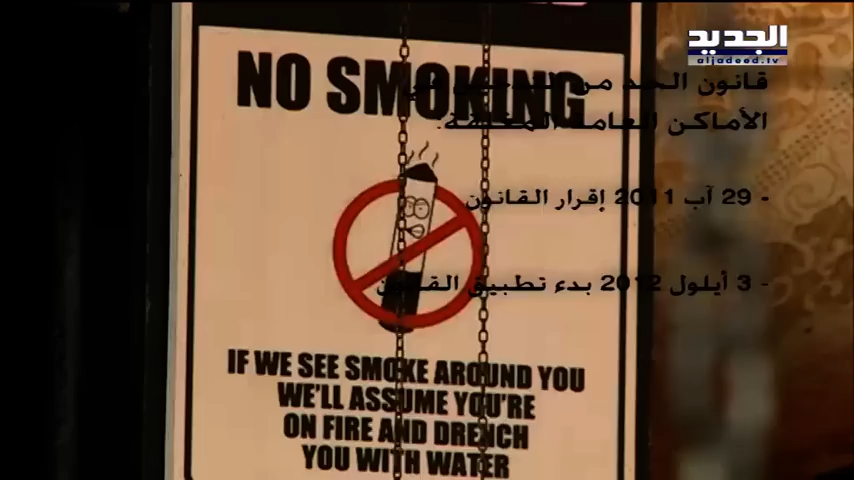 الجديد
aljadeed.tv
NO SMOKING
قانون الحد من التدخين في
الأماكن العامة المغلقة:
- 29 آب 2011 إقرار القانون
- 3 أيلول 2012 بدء تطبيق القانون
IF WE SEE SMOKE AROUND YOU
WE'LL ASSUME YOU'RE
ON FIRE AND DRENCH
YOU WITH WATER